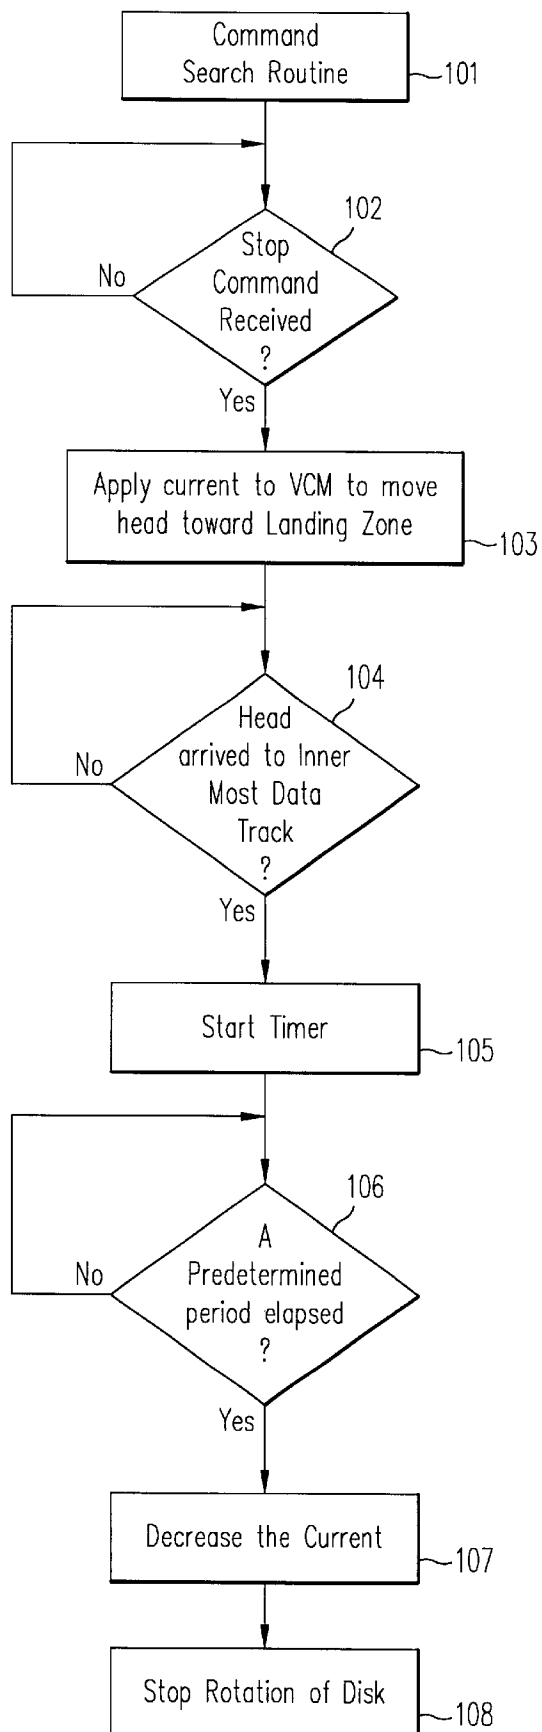 Command
Search Routine
101
102
Stop
Command
Received
?
No
Yes
Apply current to VCM to move
head toward Landing Zone
103
104
Head
arrived to Inner
Most Data
Track
?
No
Yes
Start Timer
105
106
A
Predetermined
period elapsed
?
No
Yes
Decrease the Current
107
Stop Rotation of Disk
108